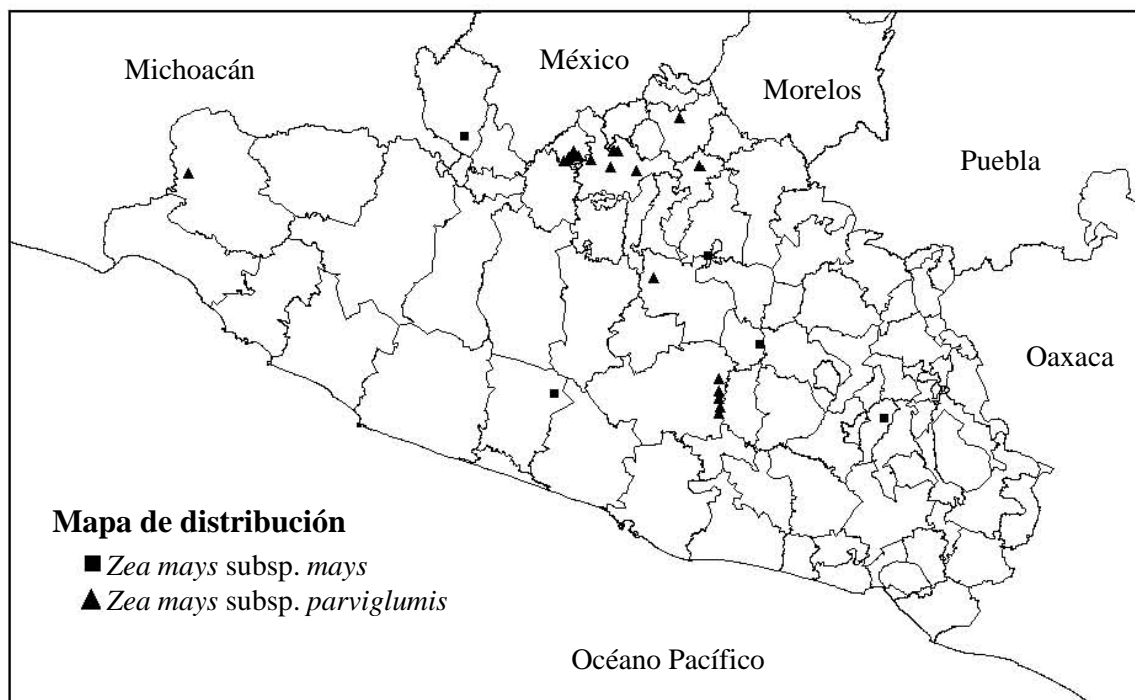 Michoacán
México
Morelos
Puebla
Oaxaca
Mapa de distribución
Zea mays subsp. mays
Zea mays subsp. parviglumis
Océano Pacífico